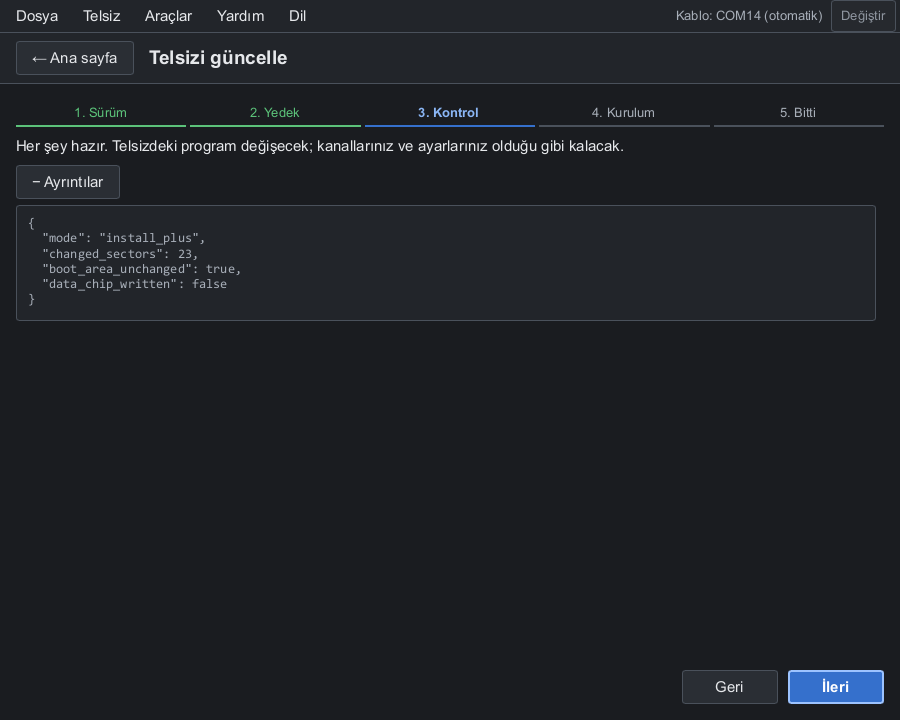 Dosya Telsiz Araçlar Yardım Dil Kablo: COM14 (otomatik) Değiştir
← Ana sayfa Telsizi güncelle
1. Sürüm 2. Yedek 3. Kontrol 4. Kurulum 5. Bitti
Her şey hazır. Telsizdeki program değişecek; kanallarınız ve ayarlarınız olduğu gibi kalacak.
− Ayrıntılar
{
  "mode": "install_plus",
  "changed_sectors": 23,
  "boot_area_unchanged": true,
  "data_chip_written": false
}
Geri İleri